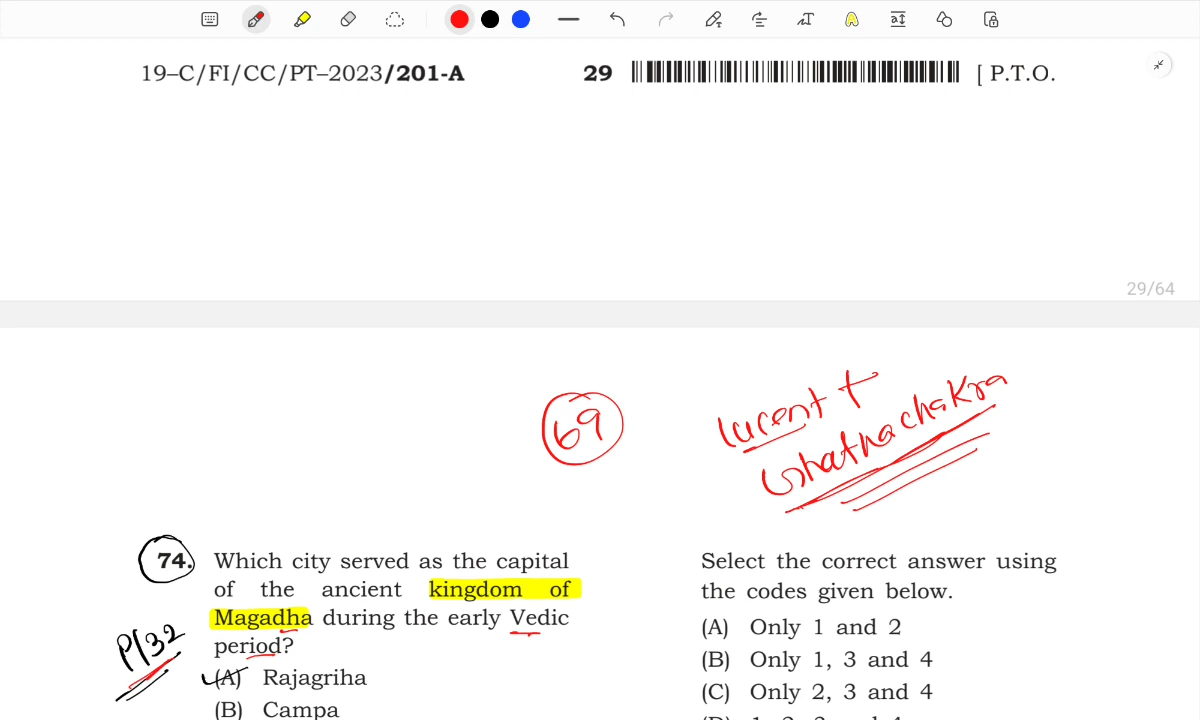 19–C/FI/CC/PT–2023/201-A 29 [ P.T.O.
29/64
69
lucent +
Ghatnachakra
74. Which city served as the capital
of the ancient kingdom of
Magadha during the early Vedic
period?
P/32
(A) Rajagriha
(B) Campa
Select the correct answer using
the codes given below.
(A) Only 1 and 2
(B) Only 1, 3 and 4
(C) Only 2, 3 and 4